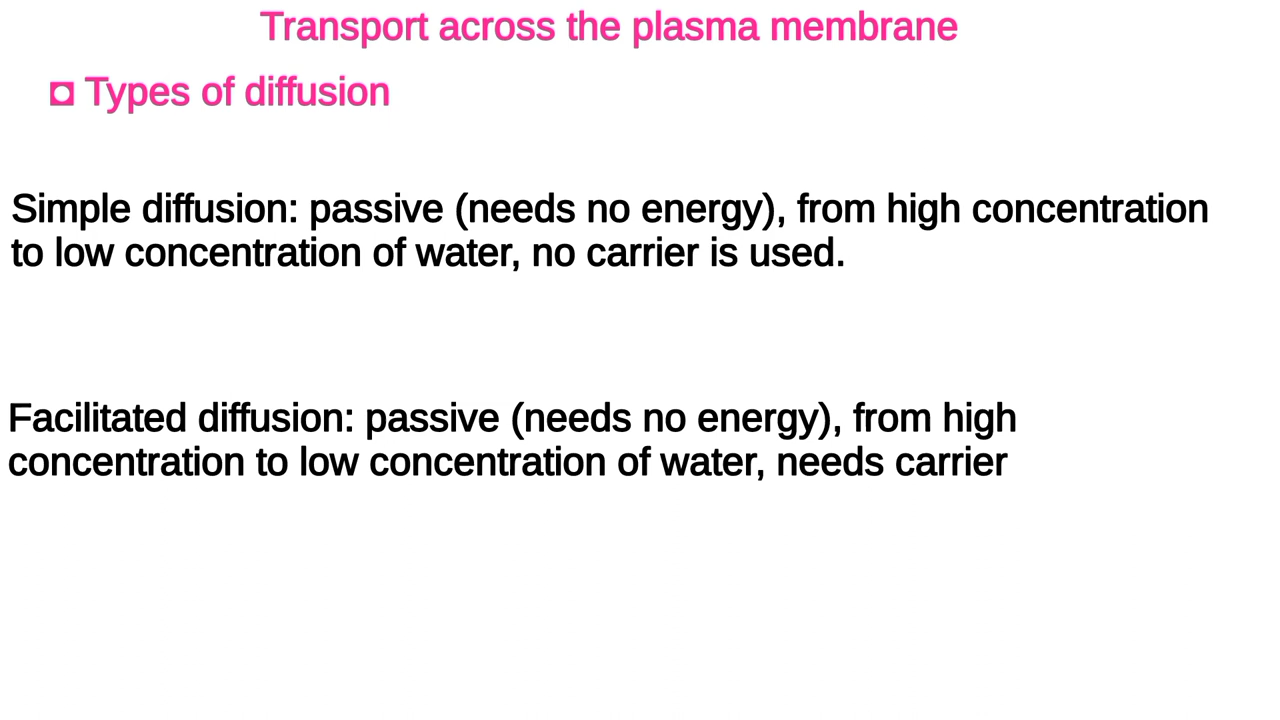 Transport across the plasma membrane
◘ Types of diffusion
Simple diffusion: passive (needs no energy), from high concentration
to low concentration of water, no carrier is used.
Facilitated diffusion: passive (needs no energy), from high
concentration to low concentration of water, needs carrier